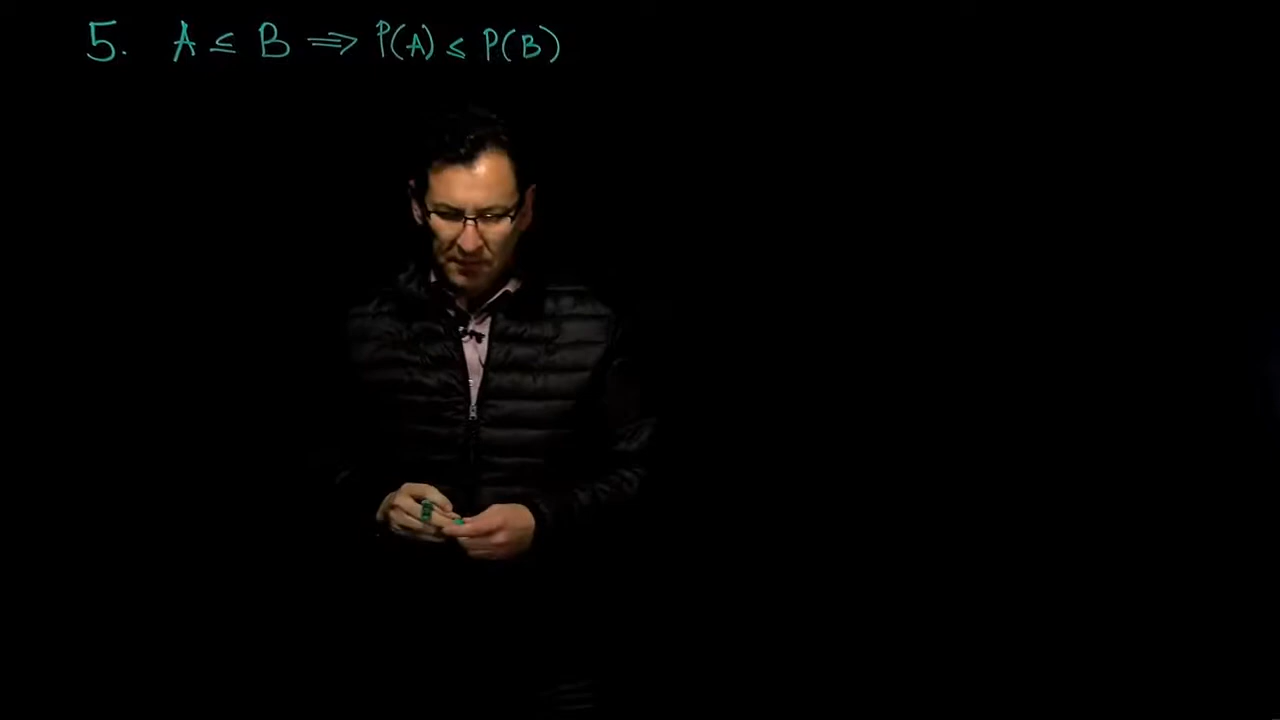 5. A ≤ B ⟹ P(A) ≤ P(B)